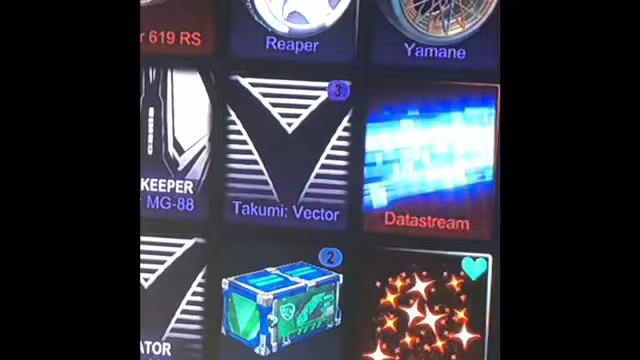 r 619 RS
Reaper
Yamane
3
KEEPER
: MG-88
Takumi: Vector
Datastream
2
ATOR